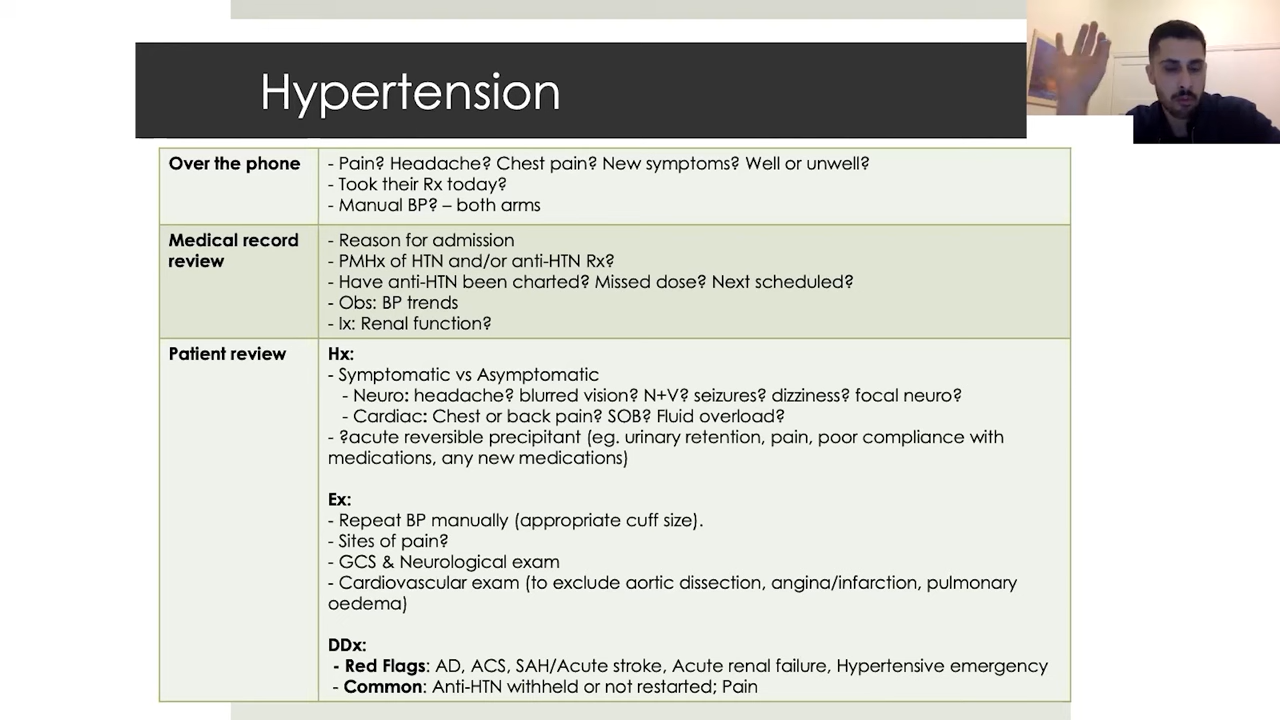 Hypertension
Over the phone
- Pain? Headache? Chest pain? New symptoms? Well or unwell?
- Took their Rx today?
- Manual BP? – both arms
Medical record
review
- Reason for admission
- PMHx of HTN and/or anti-HTN Rx?
- Have anti-HTN been charted? Missed dose? Next scheduled?
- Obs: BP trends
- Ix: Renal function?
Patient review
Hx:
- Symptomatic vs Asymptomatic
- Neuro: headache? blurred vision? N+V? seizures? dizziness? focal neuro?
- Cardiac: Chest or back pain? SOB? Fluid overload?
- ?acute reversible precipitant (eg. urinary retention, pain, poor compliance with
medications, any new medications)
Ex:
- Repeat BP manually (appropriate cuff size).
- Sites of pain?
- GCS & Neurological exam
- Cardiovascular exam (to exclude aortic dissection, angina/infarction, pulmonary
oedema)
DDx:
- Red Flags: AD, ACS, SAH/Acute stroke, Acute renal failure, Hypertensive emergency
- Common: Anti-HTN withheld or not restarted; Pain